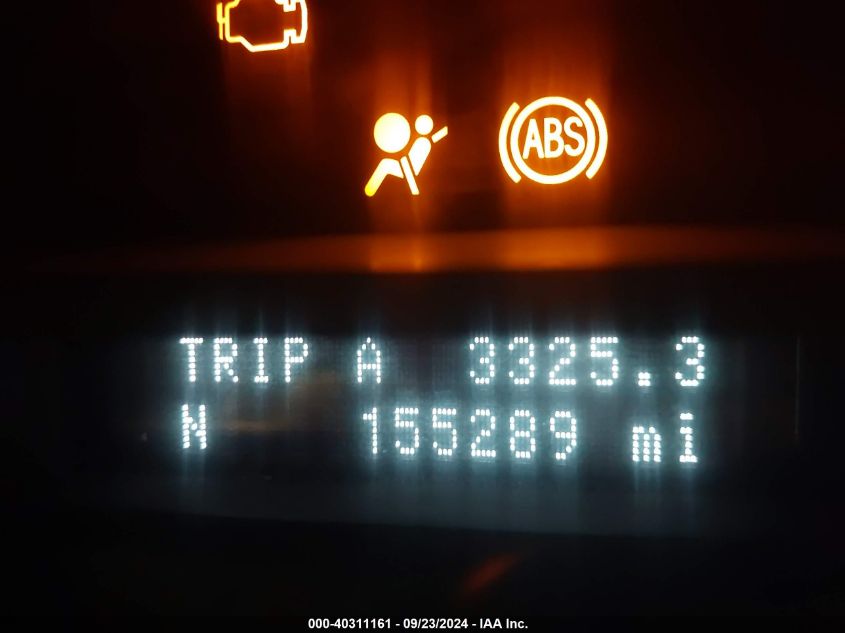 ABS
TRIP A 3325.3
N 155289 mi
000-40311161 - 09/23/2024 - IAA Inc.